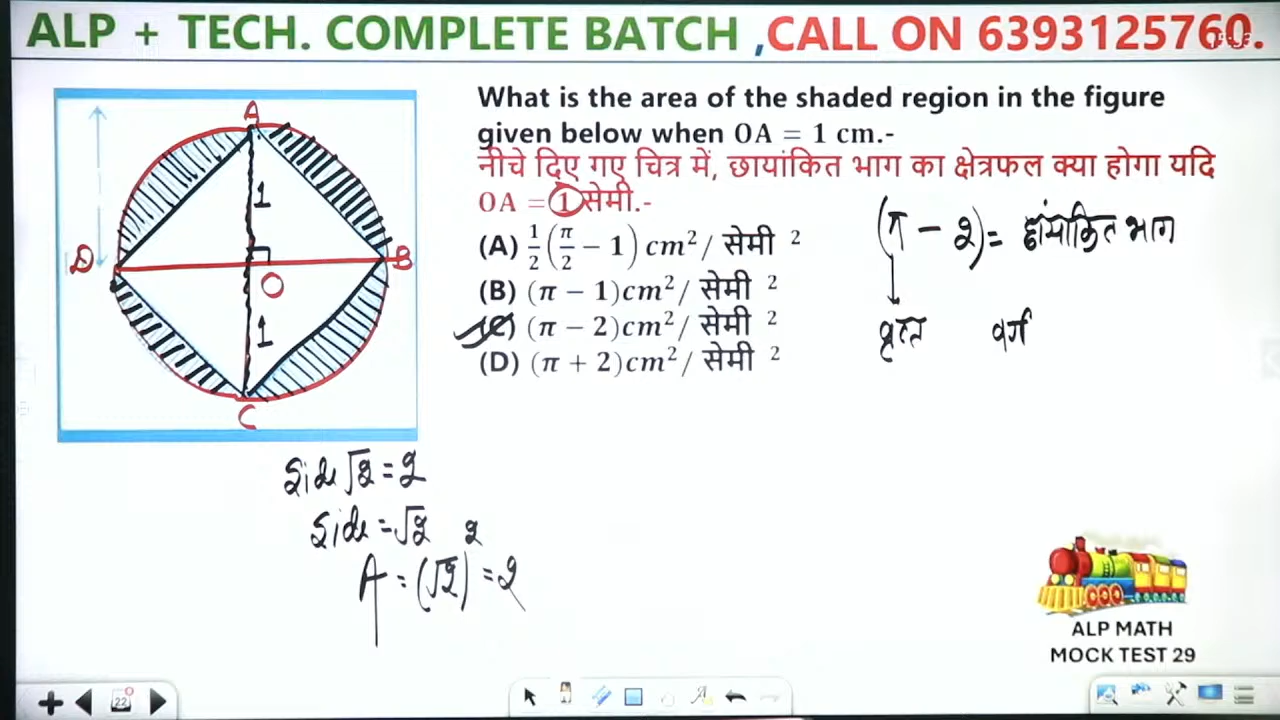 ALP + TECH. COMPLETE BATCH ,CALL ON 6393125760.
What is the area of the shaded region in the figure
given below when OA = 1 cm.-
नीचे दिए गए चित्र में, छायांकित भाग का क्षेत्रफल क्या होगा यदि
OA = 1 सेमी.-
(A) 1/2(π/2 − 1) cm²/ सेमी ²
(B) (π − 1)cm²/ सेमी ²
(C) (π − 2)cm²/ सेमी ²
(D) (π + 2)cm²/ सेमी ²
(π − 2) = भाग
वृत्त वर्ग
A
1
D
B
O
1
C
Side √2 = 2
Side = √2
A = (√2)² = 2
ALP MATH
MOCK TEST 29
22